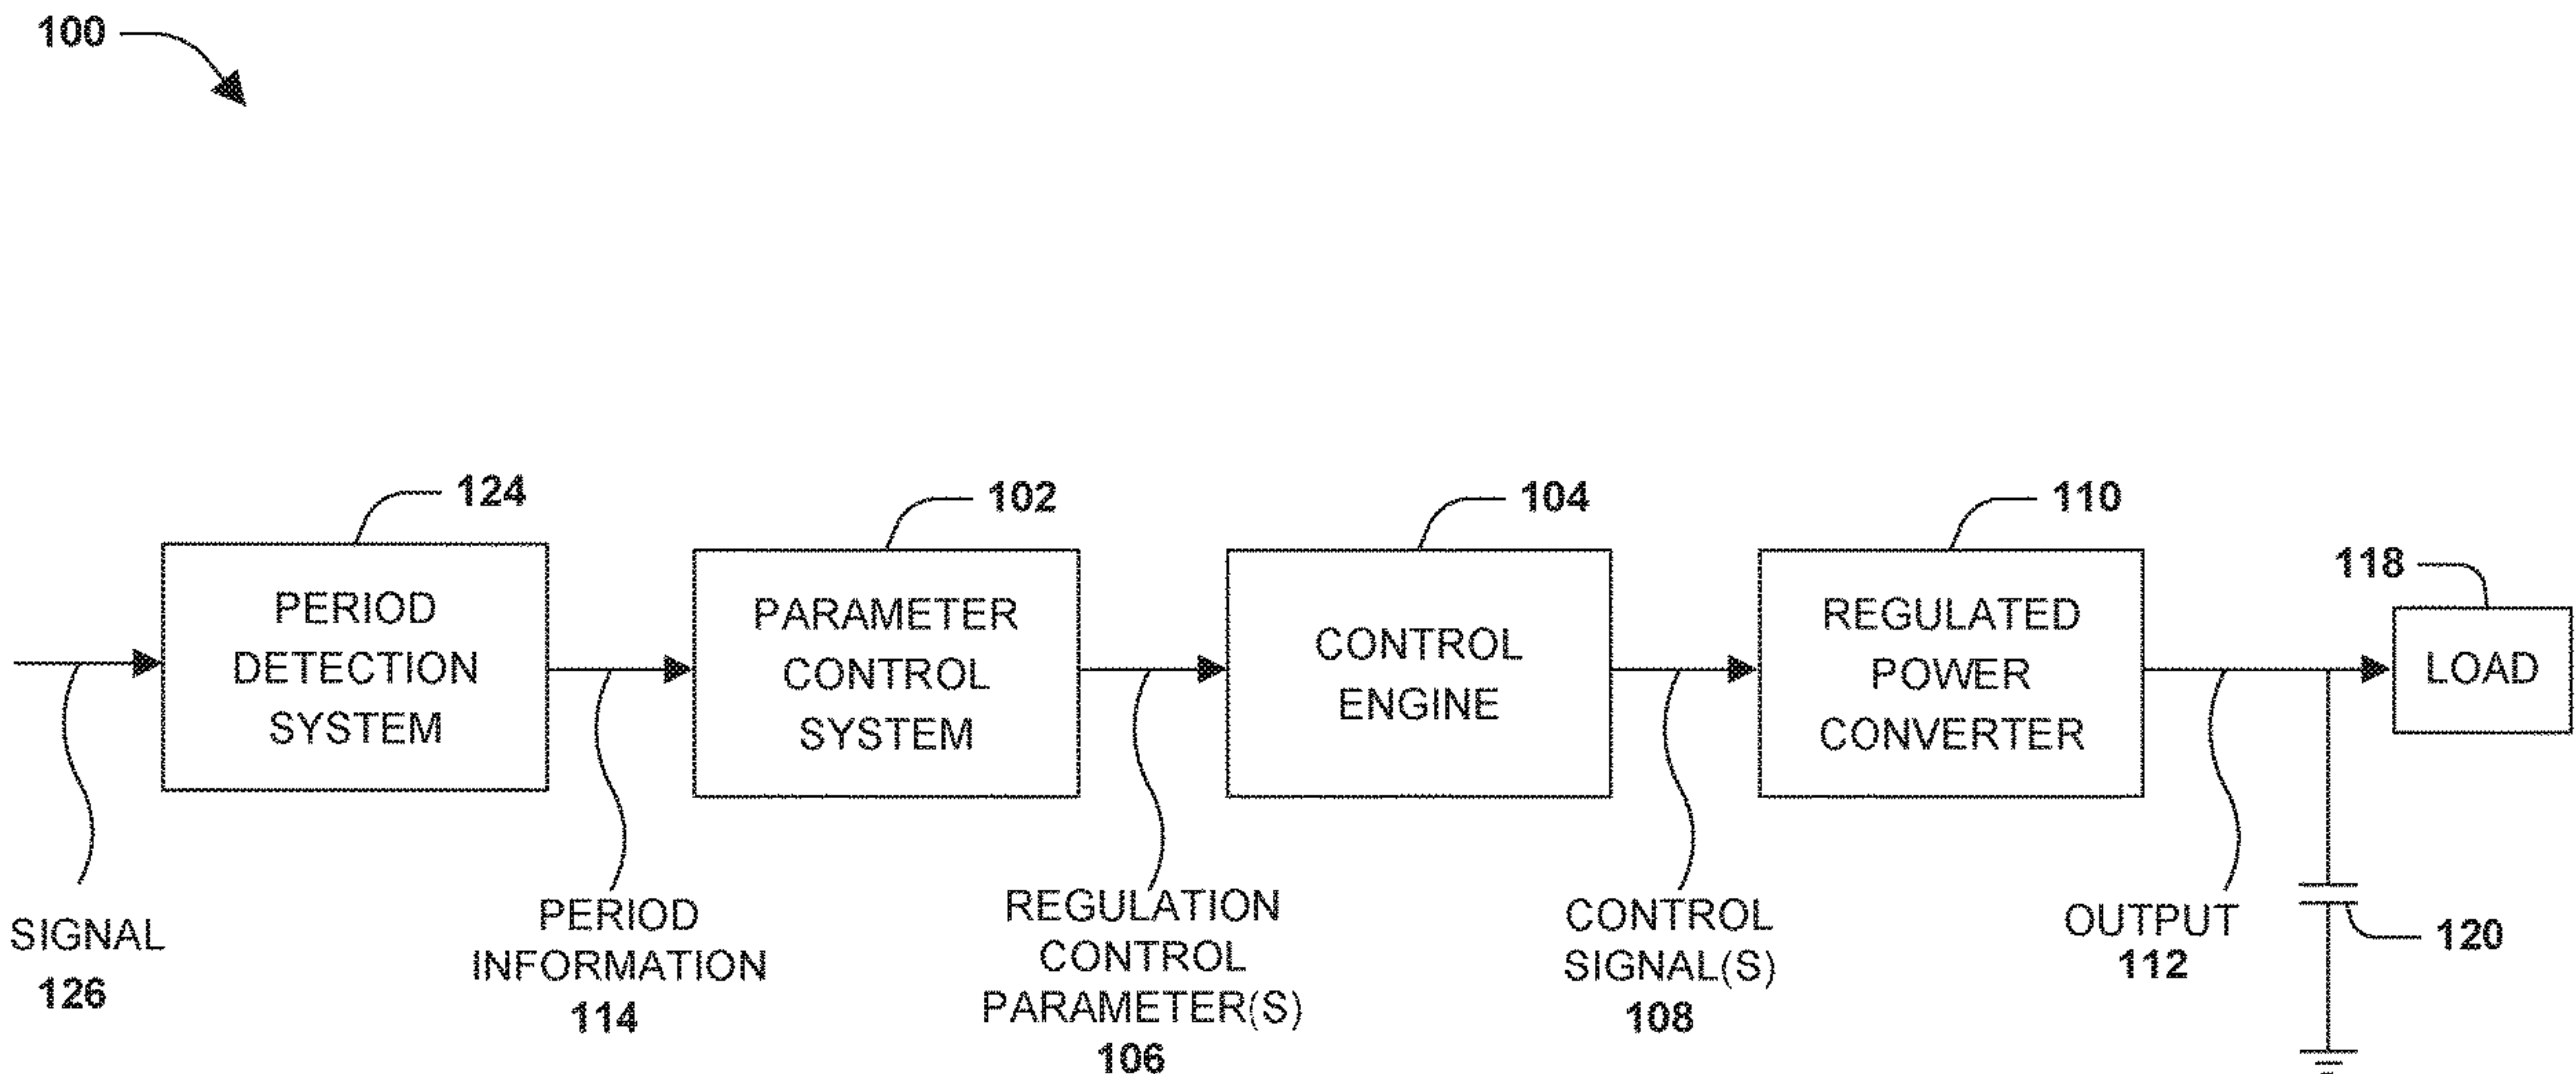 100
124
102
104
110
118
PERIOD
DETECTION
SYSTEM
PARAMETER
CONTROL
SYSTEM
CONTROL
ENGINE
REGULATED
POWER
CONVERTER
LOAD
SIGNAL
126
PERIOD
INFORMATION
114
REGULATION
CONTROL
PARAMETER(S)
106
CONTROL
SIGNAL(S)
108
OUTPUT
112
120